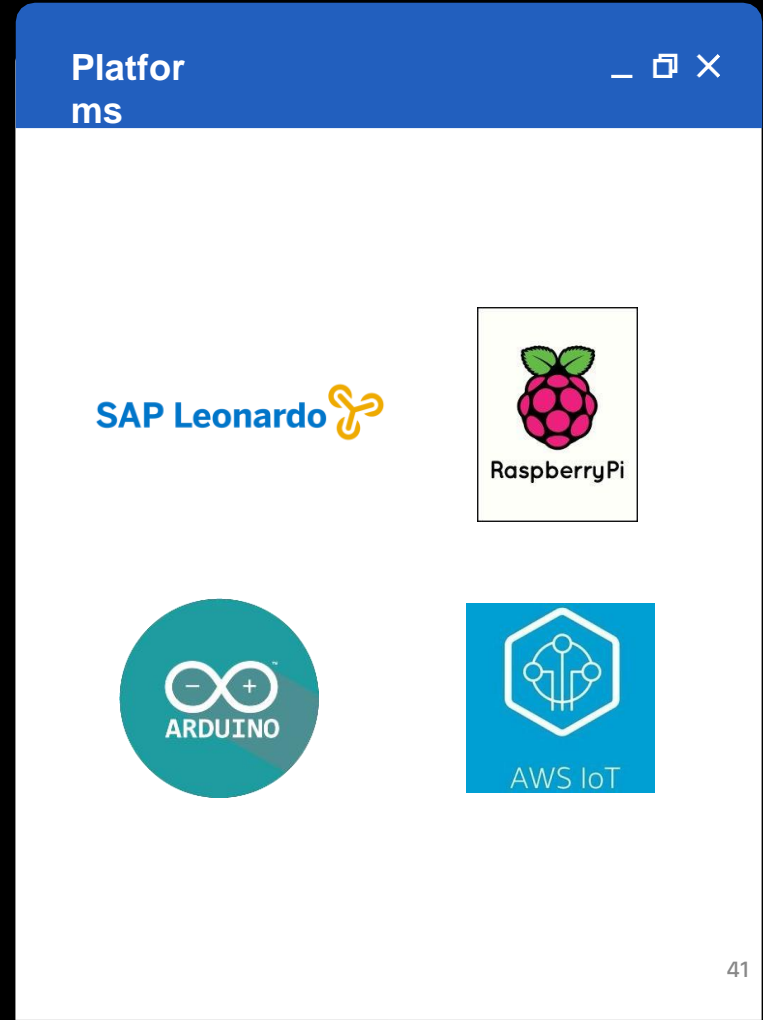 Platfor
ms
SAP Leonardo
RaspberryPi
ARDUINO
AWS IoT
41